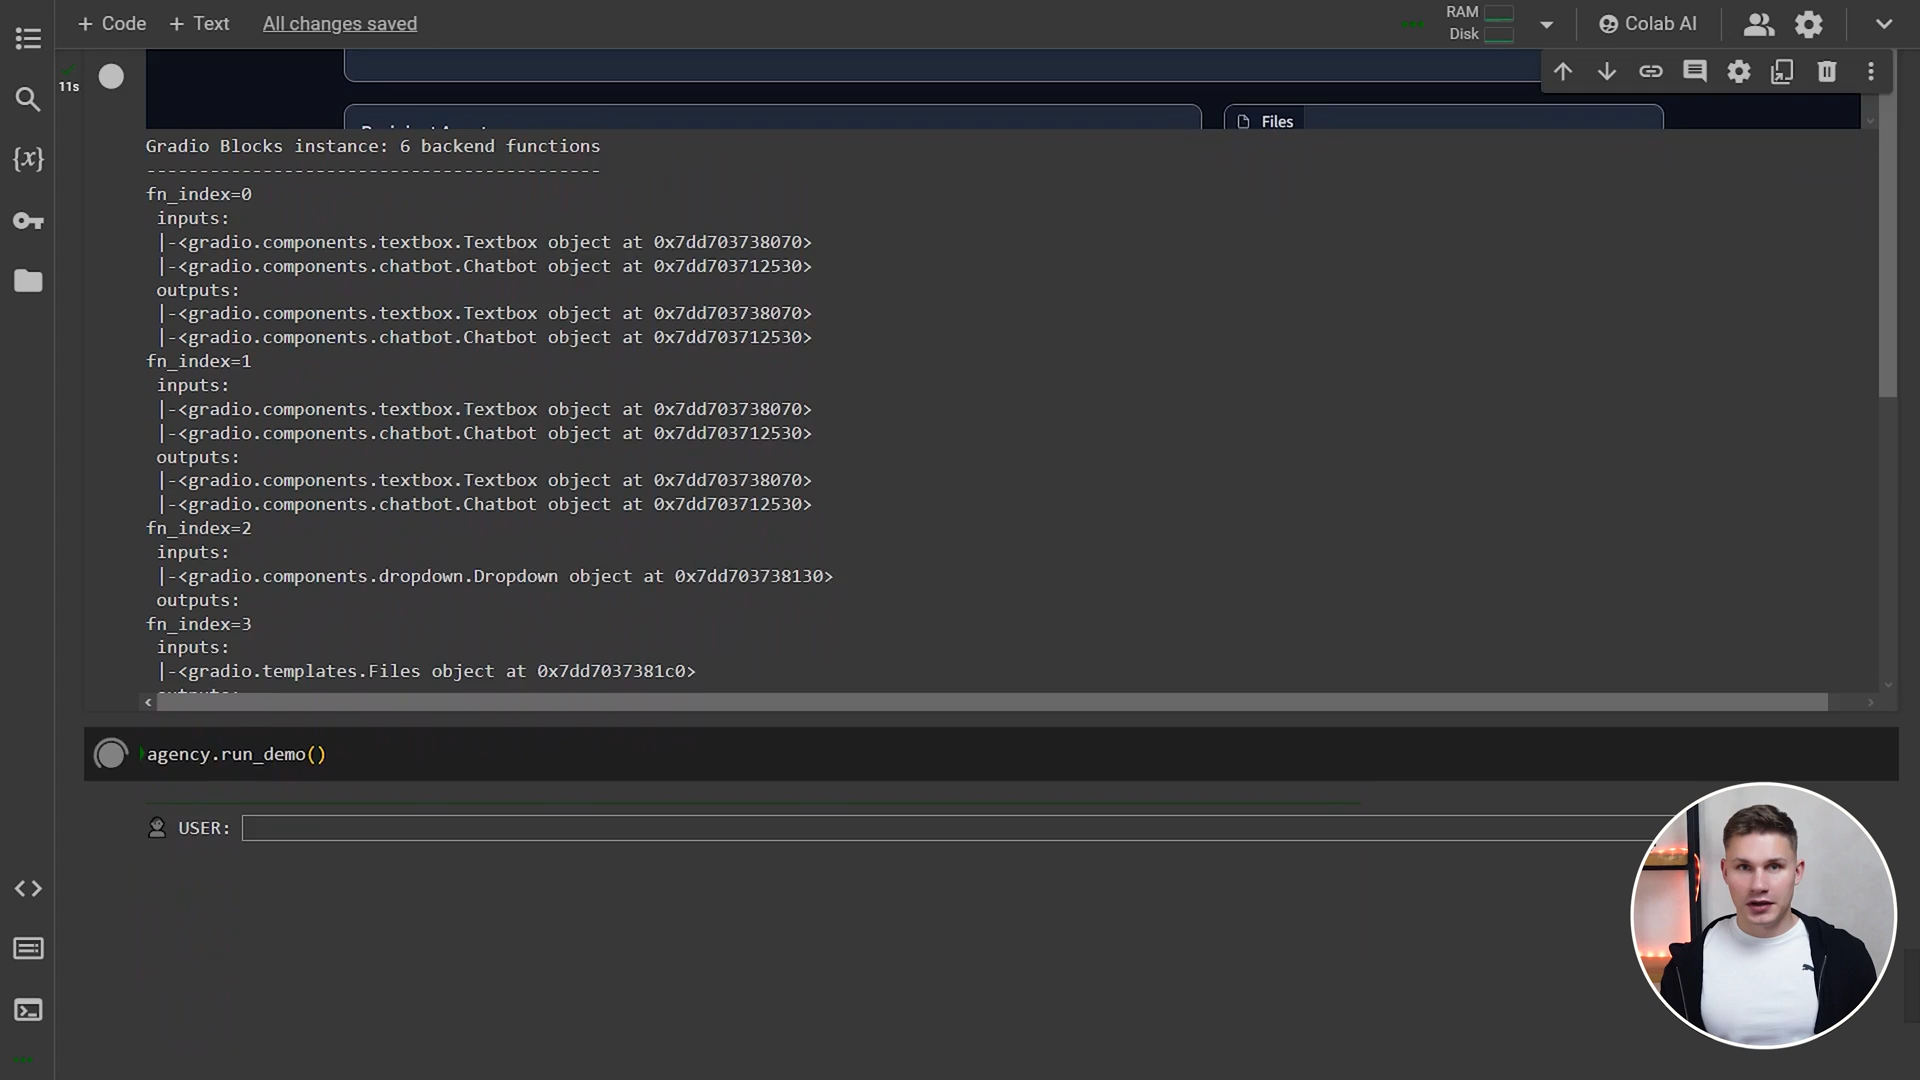 + Code + Text All changes saved
RAM
Disk
Colab AI
11s
Files
Gradio Blocks instance: 6 backend functions
-------------------------------------------
fn_index=0
inputs:
|-<gradio.components.textbox.Textbox object at 0x7dd703738070>
|-<gradio.components.chatbot.Chatbot object at 0x7dd703712530>
outputs:
|-<gradio.components.textbox.Textbox object at 0x7dd703738070>
|-<gradio.components.chatbot.Chatbot object at 0x7dd703712530>
fn_index=1
inputs:
|-<gradio.components.textbox.Textbox object at 0x7dd703738070>
|-<gradio.components.chatbot.Chatbot object at 0x7dd703712530>
outputs:
|-<gradio.components.textbox.Textbox object at 0x7dd703738070>
|-<gradio.components.chatbot.Chatbot object at 0x7dd703712530>
fn_index=2
inputs:
|-<gradio.components.dropdown.Dropdown object at 0x7dd703738130>
outputs:
fn_index=3
inputs:
|-<gradio.templates.Files object at 0x7dd7037381c0>
agency.run_demo()
USER: